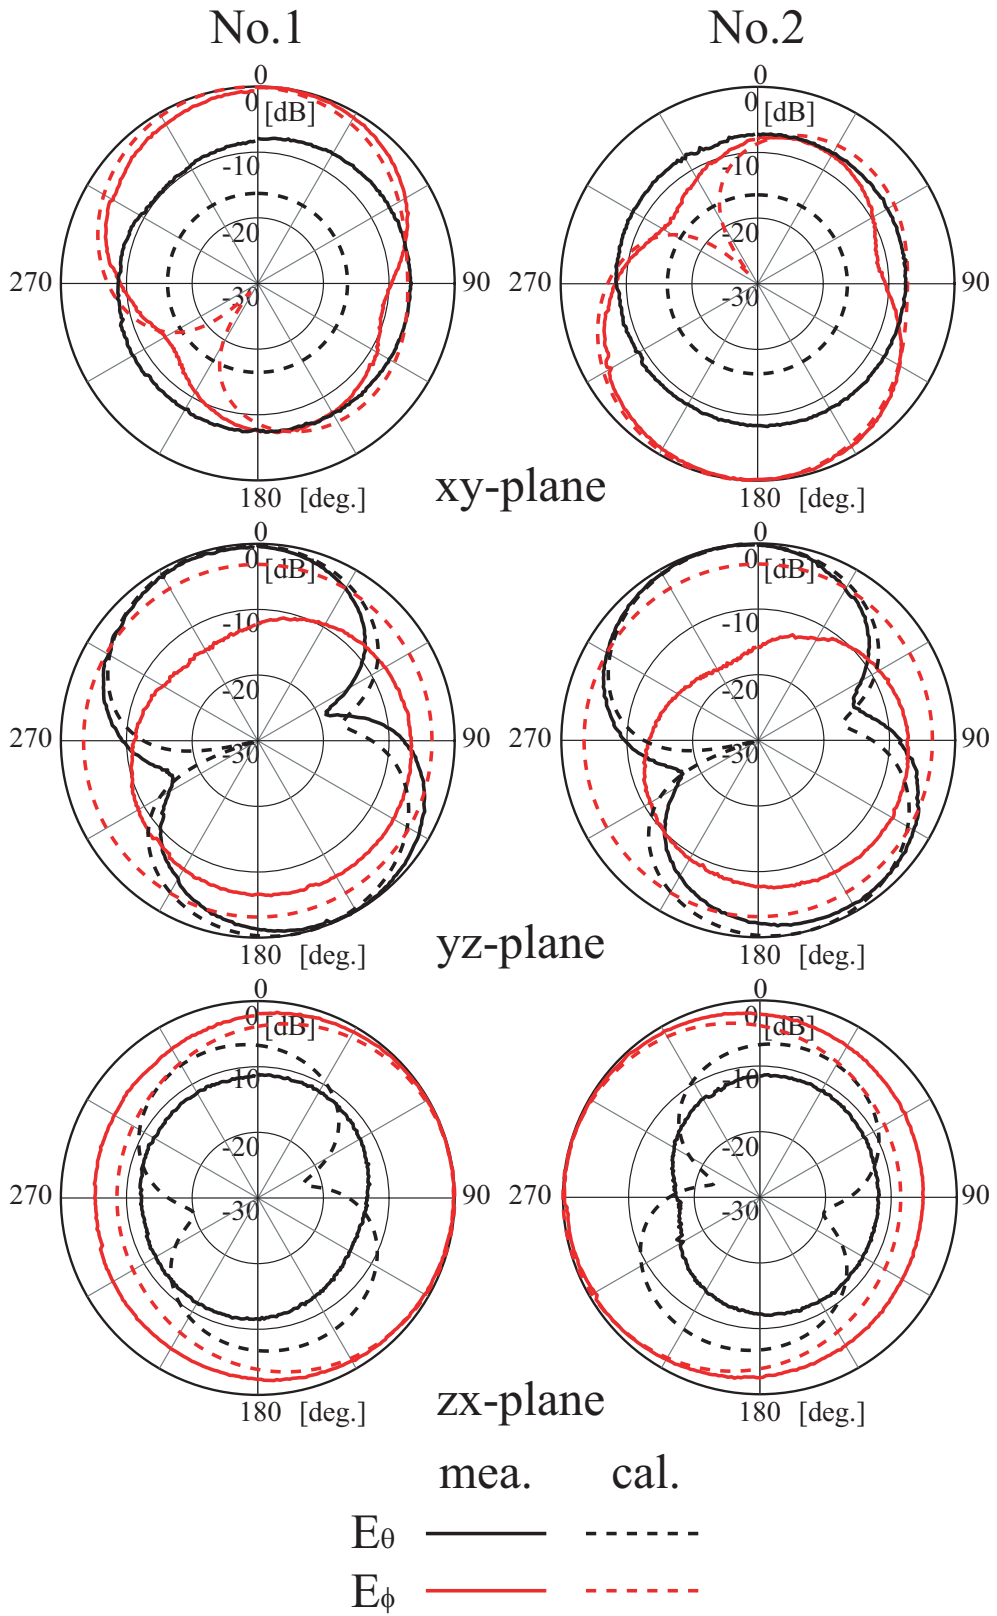 No.1 No.2
0 0
0 [dB] 0 [dB]
-10 -10
-20 -20
270 -30 90 270 -30 90
180 [deg.] xy-plane 180 [deg.]
0 0
0 [dB] 0 [dB]
-10 -10
-20 -20
270 -30 90 270 -30 90
180 [deg.] yz-plane 180 [deg.]
0 0
0 [dB] 0 [dB]
-10 -10
-20 -20
270 -30 90 270 -30 90
180 [deg.] zx-plane 180 [deg.]
mea. cal.
Eθ
Eϕ